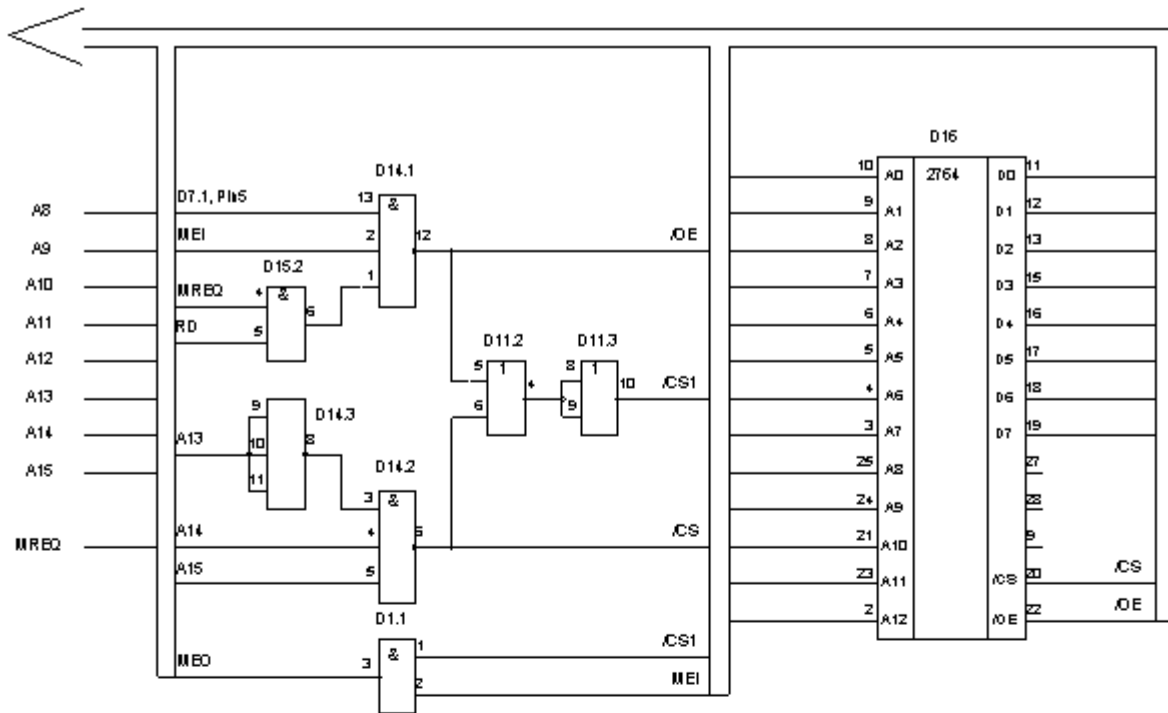 D16
10 A0 2764 D0 11
9 A1 D1 12
8 A2 D2 13
7 A3 D3 15
6 A4 D4 16
5 A5 D5 17
4 A6 D6 18
3 A7 D7 19
25 A8 27
24 A9 28
21 A10 9
23 A11 /CS 20 /CS
2 A12 /OE 22 /OE
A8
A9
A10
A11
A12
A13
A14
A15
MREQ
D14.1
D7.1, Pin5 13 & 12 /OE
MEI 2
1
D15.2
MREQ 4 & 6
RD 5
D11.2
5 1 4
6
D11.3
8 1 10 /CS1
9
D14.3
A13 9 8
10
11
D14.2
3 &
A14 4 6 /CS
A15 5
D1.1
MEO 3 & 1 /CS1
2 MEI